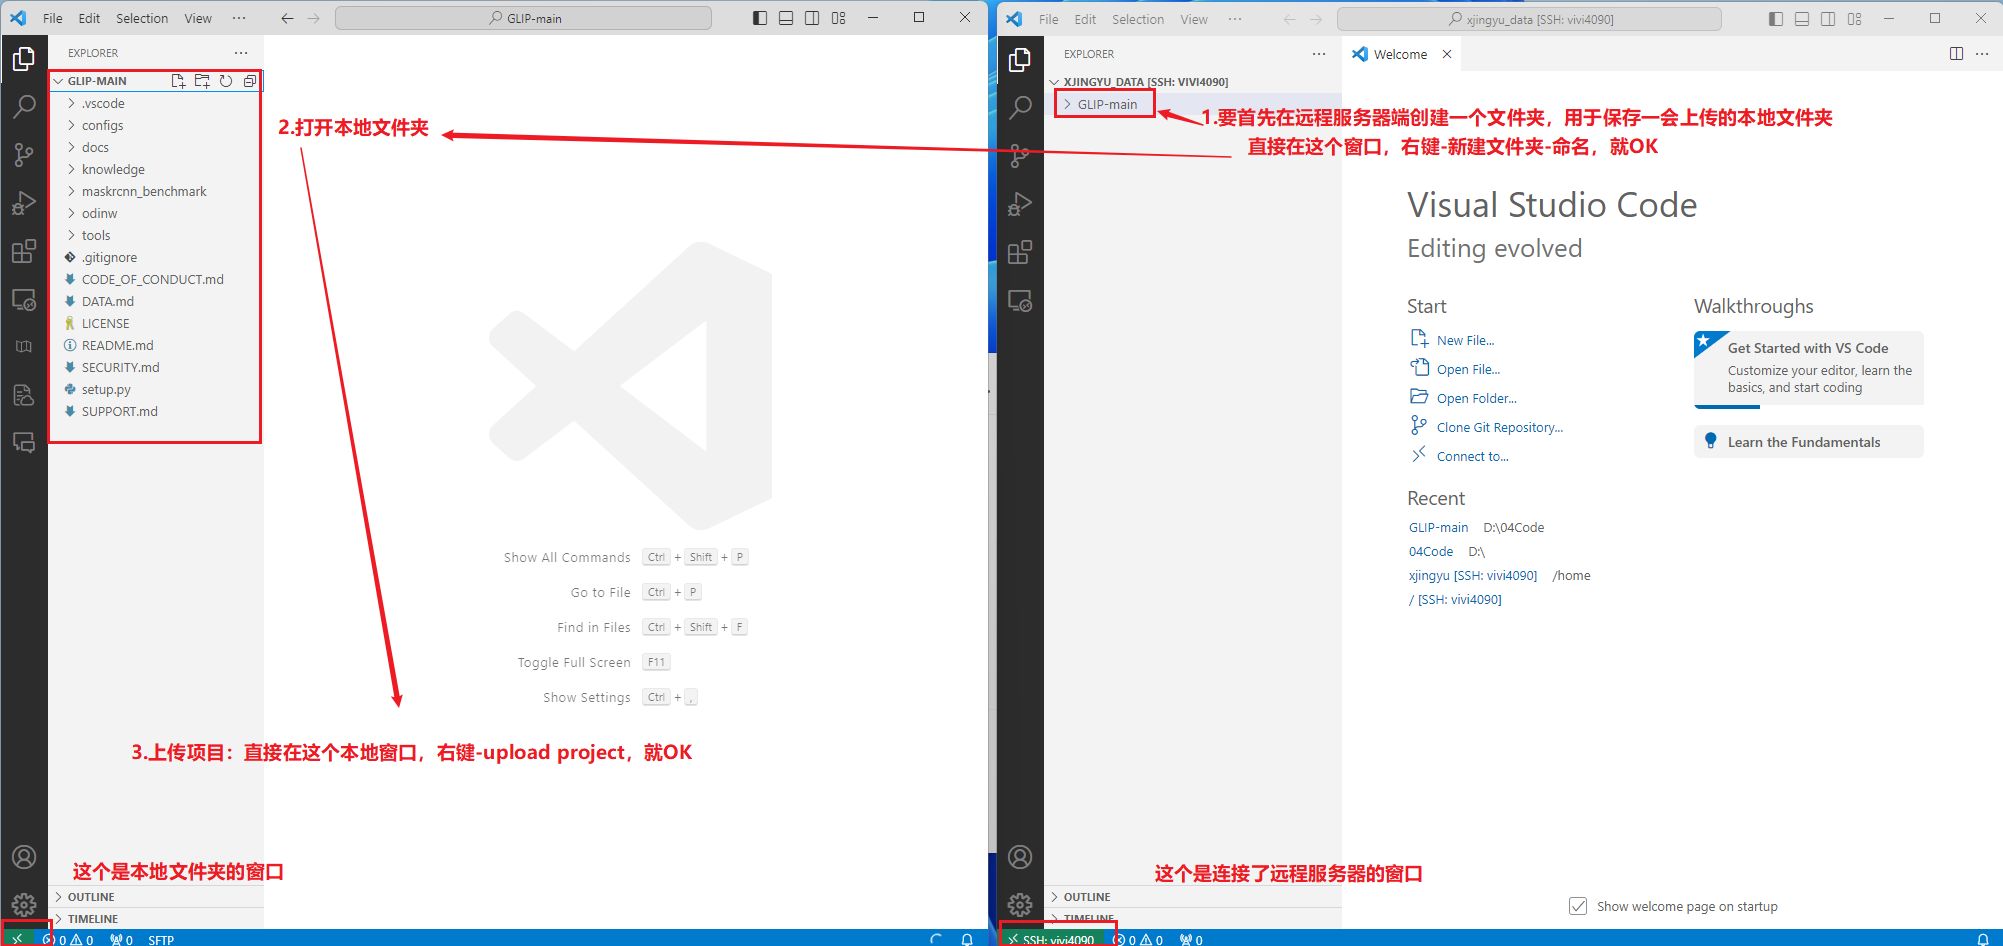 File Edit Selection View ···
GLIP-main
EXPLORER
GLIP-MAIN
.vscode
configs
docs
knowledge
maskrcnn_benchmark
odinw
tools
.gitignore
CODE_OF_CONDUCT.md
DATA.md
LICENSE
README.md
SECURITY.md
setup.py
SUPPORT.md
2.打开本地文件夹
Show All Commands Ctrl + Shift + P
Go to File Ctrl + P
Find in Files Ctrl + Shift + F
Toggle Full Screen F11
Show Settings Ctrl + ,
3.上传项目：直接在这个本地窗口，右键-upload project，就OK
这个是本地文件夹的窗口
OUTLINE
TIMELINE
0 0 0 SFTP
File Edit Selection View ···
xjingyu_data [SSH: vivi4090]
EXPLORER
Welcome
XJINGYU_DATA [SSH: VIVI4090]
GLIP-main
1.要首先在远程服务器端创建一个文件夹，用于保存一会上传的本地文件夹
直接在这个窗口，右键-新建文件夹-命名，就OK
Visual Studio Code
Editing evolved
Start
New File...
Open File...
Open Folder...
Clone Git Repository...
Connect to...
Recent
GLIP-main D:\04Code
04Code D:\
xjingyu [SSH: vivi4090] /home
/ [SSH: vivi4090]
Walkthroughs
Get Started with VS Code
Customize your editor, learn the
basics, and start coding
Learn the Fundamentals
这个是连接了远程服务器的窗口
OUTLINE
TIMELINE
Show welcome page on startup
SSH: vivi4090 0 0 0